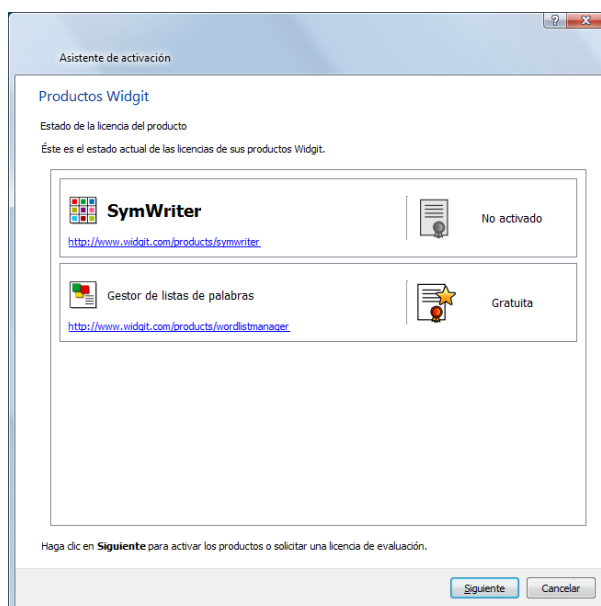 Asistente de activación
Productos Widgit
Estado de la licencia del producto
Éste es el estado actual de las licencias de sus productos Widgit.
SymWriter
No activado
http://www.widgit.com/products/symwriter
Gestor de listas de palabras
Gratuita
http://www.widgit.com/products/wordlistmanager
Haga clic en Siguiente para activar los productos o solicitar una licencia de evaluación.
Siguiente Cancelar